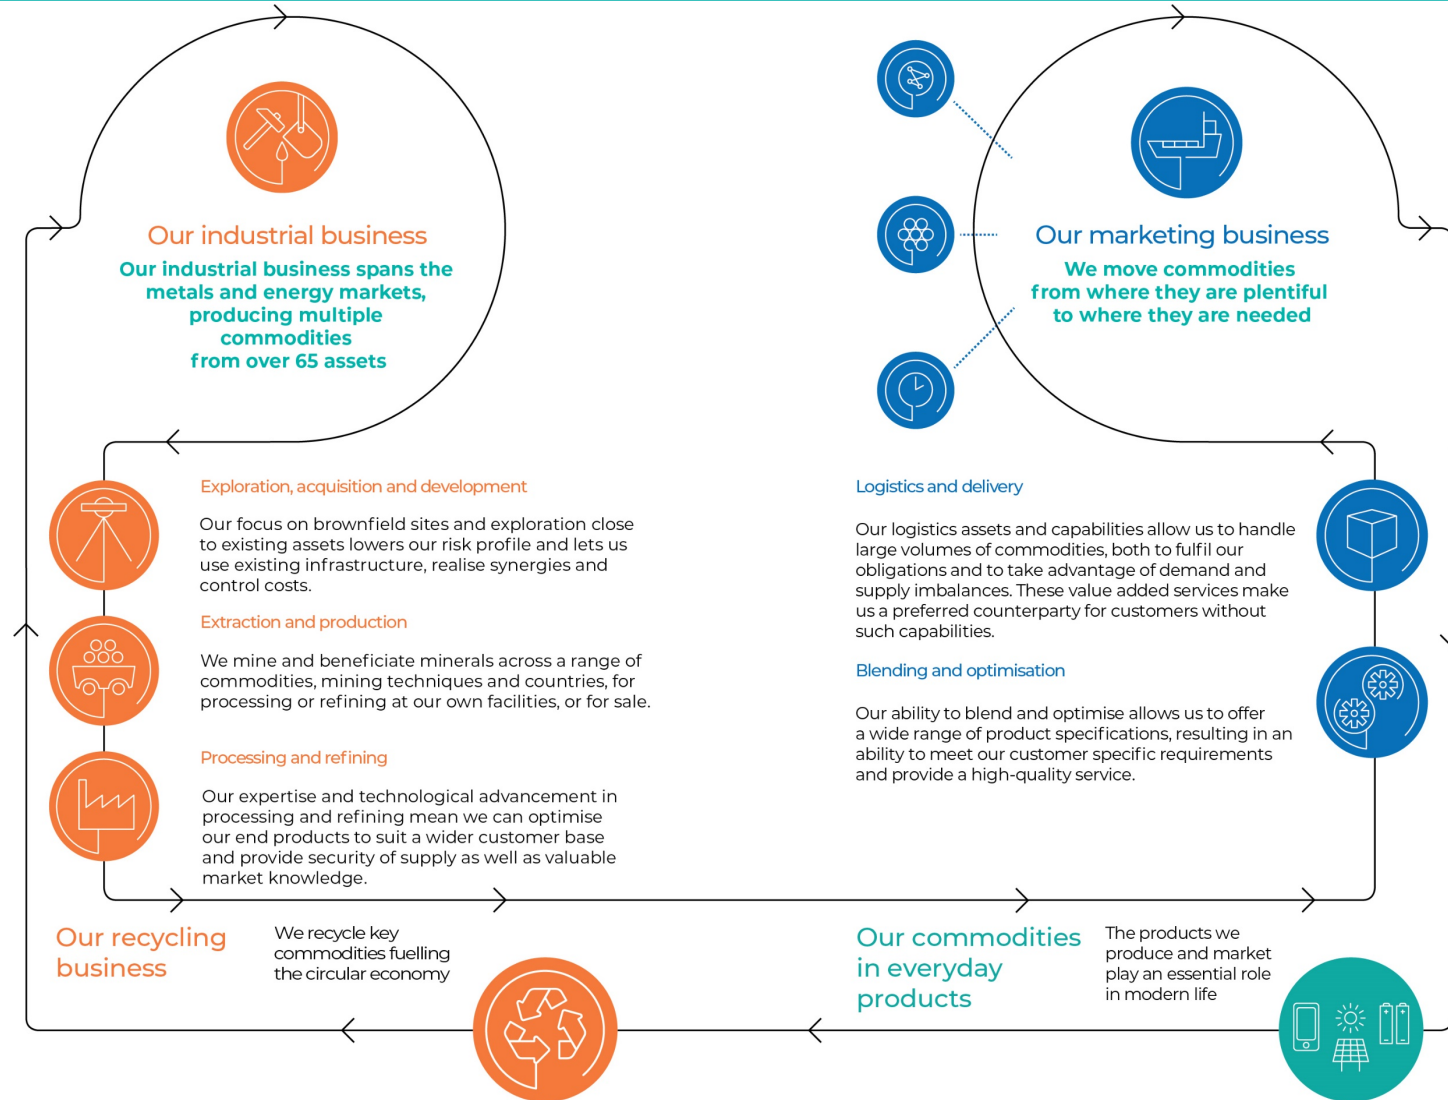 Our industrial business
Our industrial business spans the
metals and energy markets,
producing multiple
commodities
from over 65 assets
Exploration, acquisition and development
Our focus on brownfield sites and exploration close
to existing assets lowers our risk profile and lets us
use existing infrastructure, realise synergies and
control costs.
Extraction and production
We mine and beneficiate minerals across a range of
commodities, mining techniques and countries, for
processing or refining at our own facilities, or for sale.
Processing and refining
Our expertise and technological advancement in
processing and refining mean we can optimise
our end products to suit a wider customer base
and provide security of supply as well as valuable
market knowledge.
Our marketing business
We move commodities
from where they are plentiful
to where they are needed
Logistics and delivery
Our logistics assets and capabilities allow us to handle
large volumes of commodities, both to fulfil our
obligations and to take advantage of demand and
supply imbalances. These value added services make
us a preferred counterparty for customers without
such capabilities.
Blending and optimisation
Our ability to blend and optimise allows us to offer
a wide range of product specifications, resulting in an
ability to meet our customer specific requirements
and provide a high-quality service.
Our recycling
business
We recycle key
commodities fuelling
the circular economy
Our commodities
in everyday
products
The products we
produce and market
play an essential role
in modern life